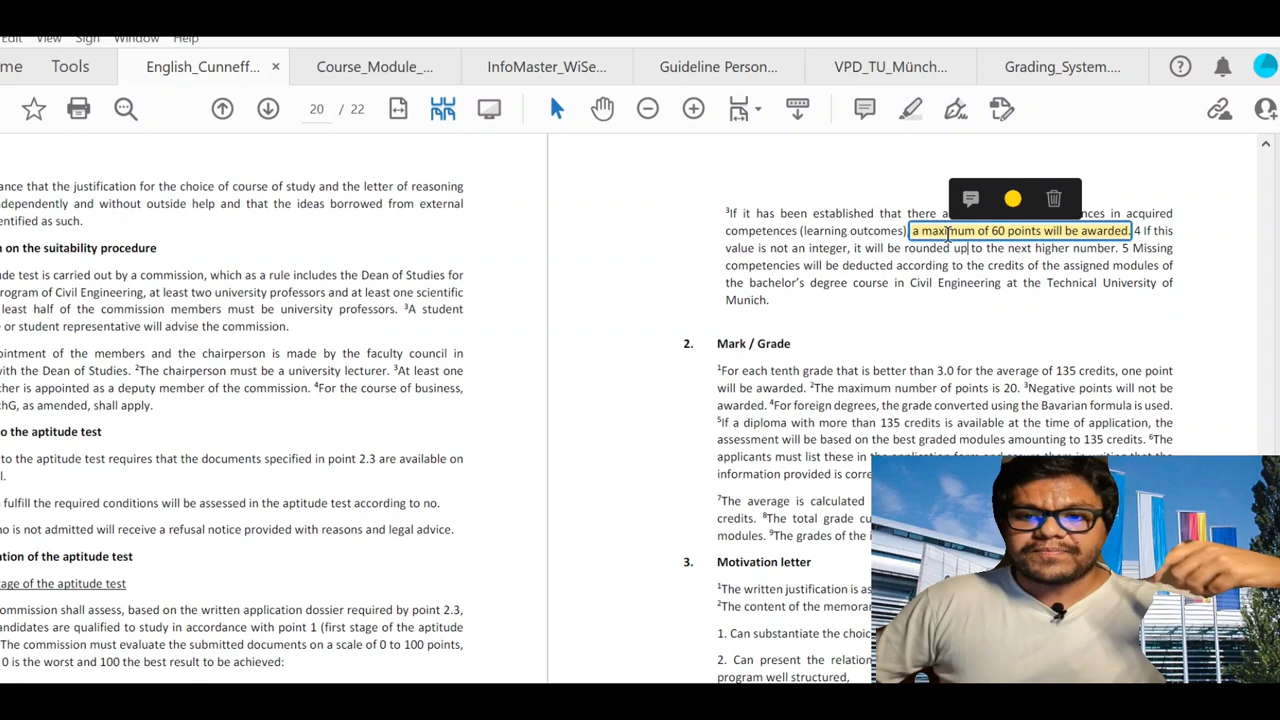 Edit View Sign Window Help
me Tools English_Cunneff... × Course_Module_... InfoMaster_WiSe... Guideline Person... VPD_TU_Münch... Grading_System....
20 / 22
ance that the justification for the choice of course of study and the letter of reasoning
ndependently and without outside help and that the ideas borrowed from external
entified as such.
n on the suitability procedure
de test is carried out by a commission, which as a rule includes the Dean of Studies for
rogram of Civil Engineering, at least two university professors and at least one scientific
least half of the commission members must be university professors. ³A student
e or student representative will advise the commission.
ointment of the members and the chairperson is made by the faculty council in
with the Dean of Studies. ²The chairperson must be a university lecturer. ³At least one
cher is appointed as a deputy member of the commission. ⁴For the course of business,
chG, as amended, shall apply.
to the aptitude test
to the aptitude test requires that the documents specified in point 2.3 are available on
l.
fulfill the required conditions will be assessed in the aptitude test according to no.
ho is not admitted will receive a refusal notice provided with reasons and legal advice.
ntation of the aptitude test
tage of the aptitude test
ommission shall assess, based on the written application dossier required by point 2.3,
andidates are qualified to study in accordance with point 1 (first stage of the aptitude
The commission must evaluate the submitted documents on a scale of 0 to 100 points,
0 is the worst and 100 the best result to be achieved:
³If it has been established that there a nces in acquired
competences (learning outcomes), a maximum of 60 points will be awarded. 4 If this
value is not an integer, it will be rounded up to the next higher number. 5 Missing
competencies will be deducted according to the credits of the assigned modules of
the bachelor's degree course in Civil Engineering at the Technical University of
Munich.
2. Mark / Grade
¹For each tenth grade that is better than 3.0 for the average of 135 credits, one point
will be awarded. ²The maximum number of points is 20. ³Negative points will not be
awarded. ⁴For foreign degrees, the grade converted using the Bavarian formula is used.
⁵If a diploma with more than 135 credits is available at the time of application, the
assessment will be based on the best graded modules amounting to 135 credits. ⁶The
applicants must list these in the application form and assure them in writing that the
information provided is corre
⁷The average is calculated
credits. ⁸The total grade cu
modules. ⁹The grades of the i
3. Motivation letter
¹The written justification is as
²The content of the memora
1. Can substantiate the choic
2. Can present the relation
program well structured,